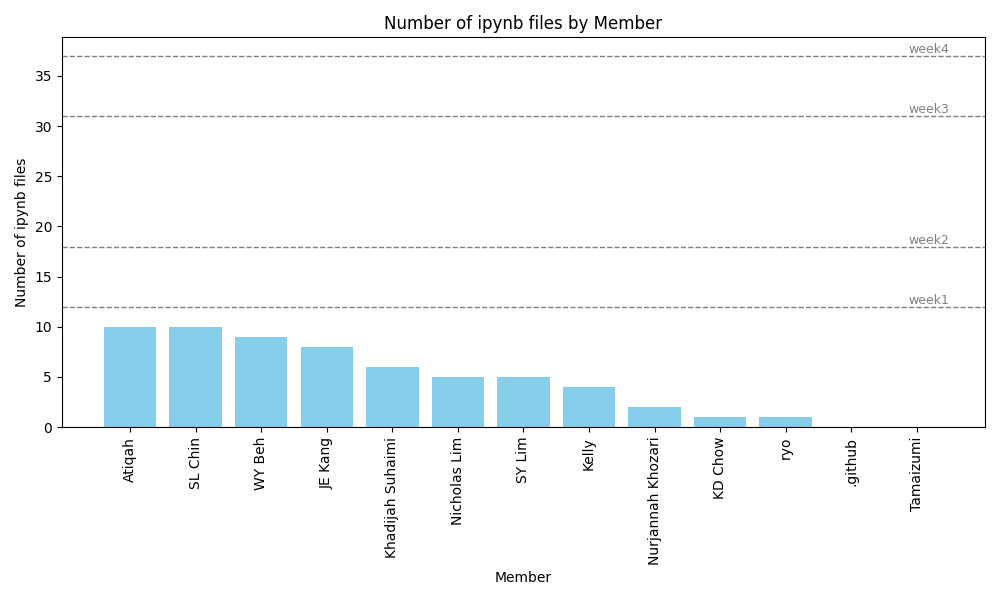 Number of ipynb files by Member
Number of ipynb files
35
30
25
20
15
10
5
0
week4
week3
week2
week1
Atiqah
SL Chin
WY Beh
JE Kang
Khadijah Suhaimi
Nicholas Lim
SY Lim
Kelly
Nurjannah Khozari
KD Chow
ryo
.github
Tamaizumi
Member